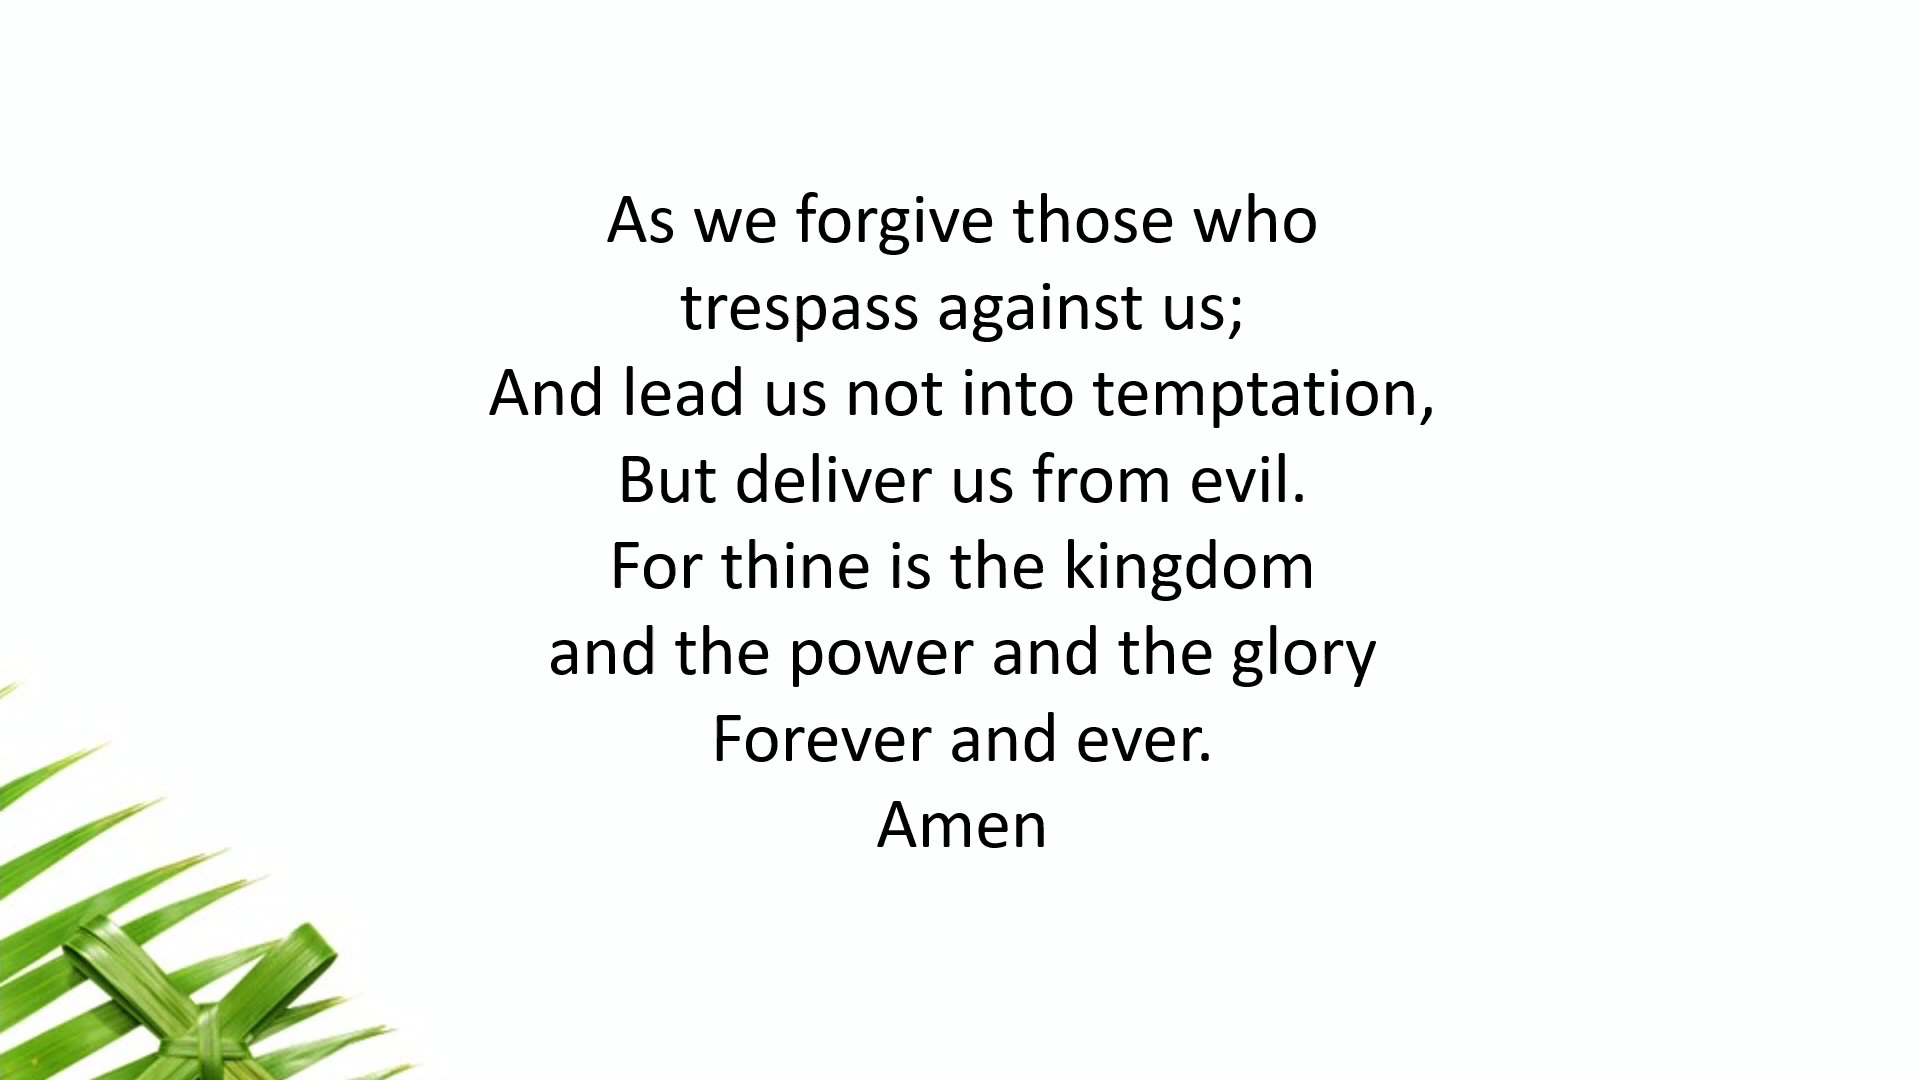 As we forgive those who
trespass against us;
And lead us not into temptation,
But deliver us from evil.
For thine is the kingdom
and the power and the glory
Forever and ever.
Amen